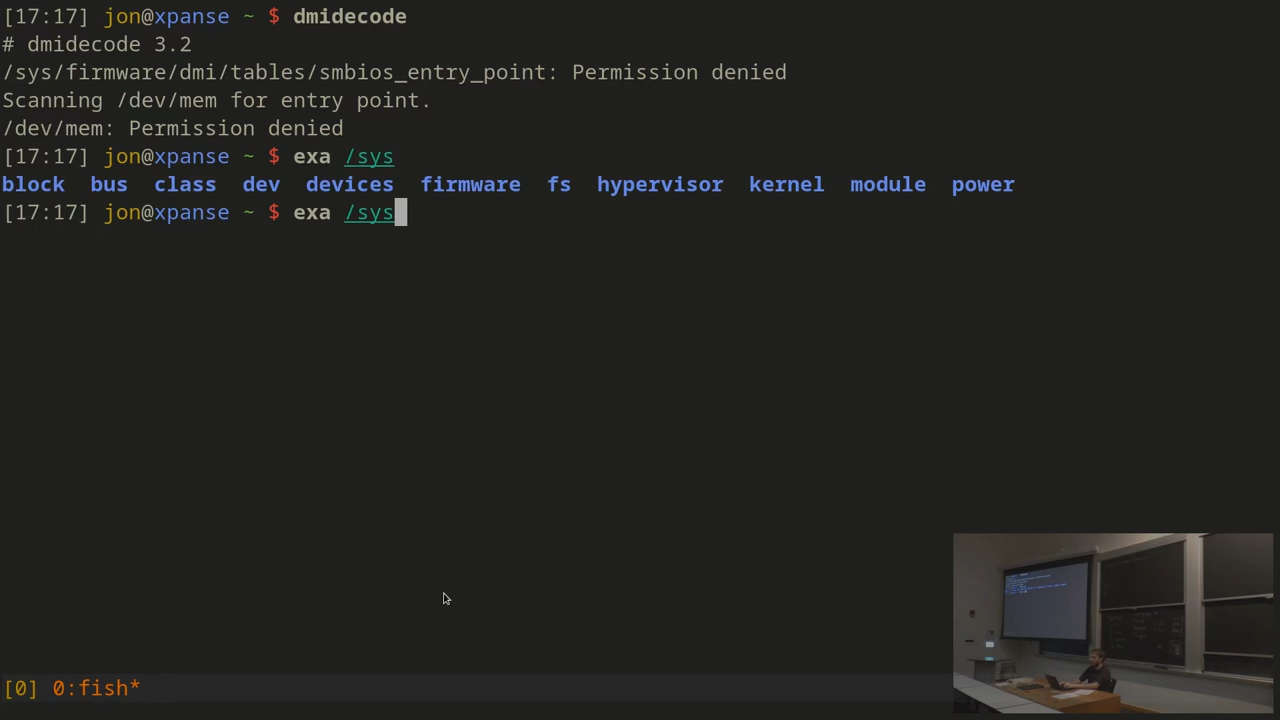 [17:17] jon@xpanse ~ $ dmidecode
# dmidecode 3.2
/sys/firmware/dmi/tables/smbios_entry_point: Permission denied
Scanning /dev/mem for entry point.
/dev/mem: Permission denied
[17:17] jon@xpanse ~ $ exa /sys
block bus class dev devices firmware fs hypervisor kernel module power
[17:17] jon@xpanse ~ $ exa /sys
[0] 0:fish*